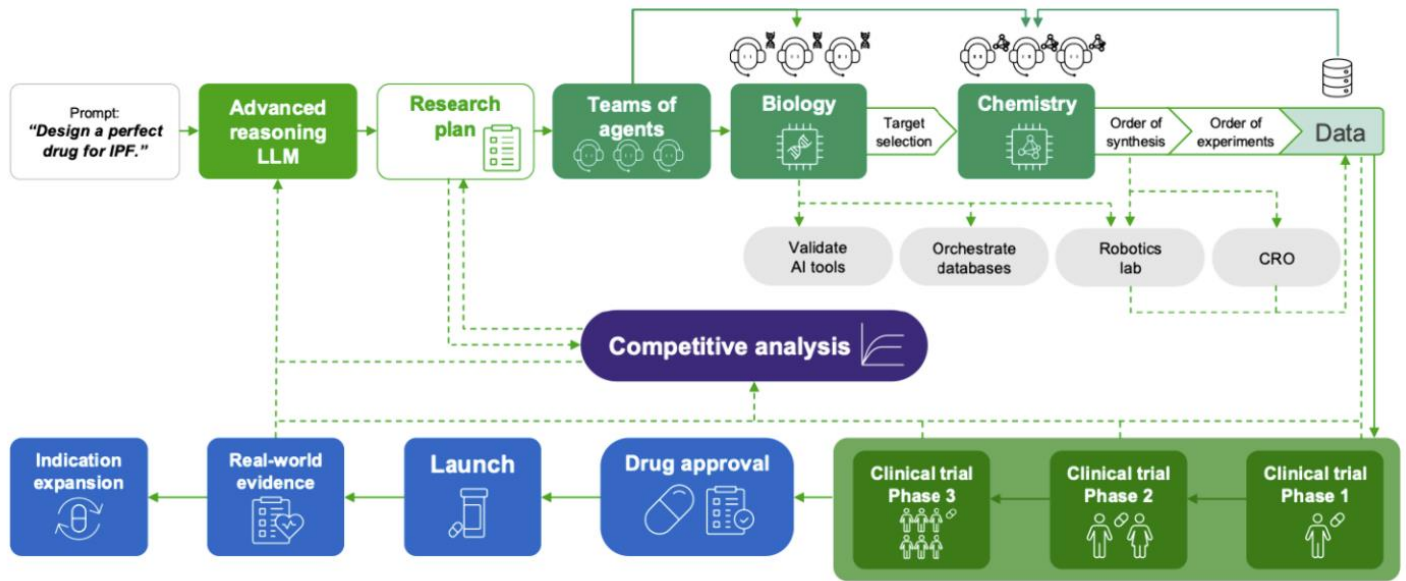 Prompt:
“Design a perfect
drug for IPF.”
Advanced
reasoning
LLM
Research
plan
Teams of
agents
Biology
Target
selection
Chemistry
Order of
synthesis
Order of
experiments
Data
Validate
AI tools
Orchestrate
databases
Robotics
lab
CRO
Competitive analysis
Indication
expansion
Real-world
evidence
Launch
Drug approval
Clinical trial
Phase 3
Clinical trial
Phase 2
Clinical trial
Phase 1